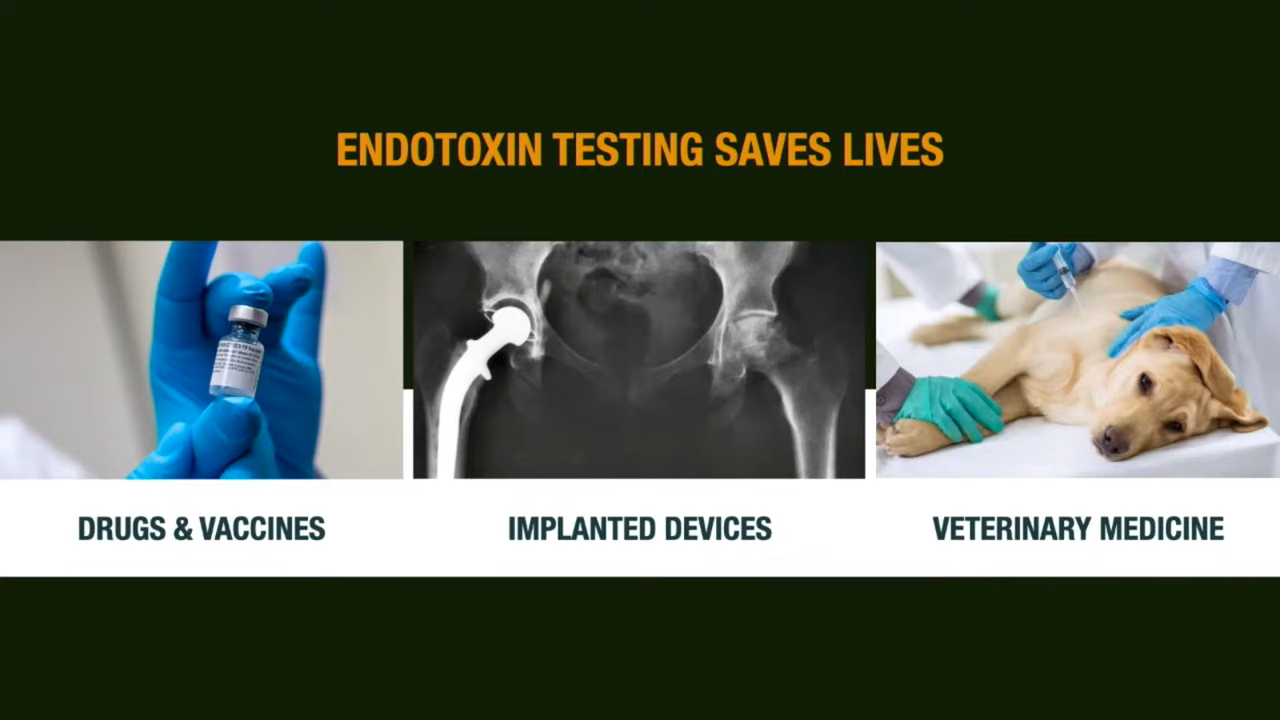 ENDOTOXIN TESTING SAVES LIVES
DRUGS & VACCINES
IMPLANTED DEVICES
VETERINARY MEDICINE